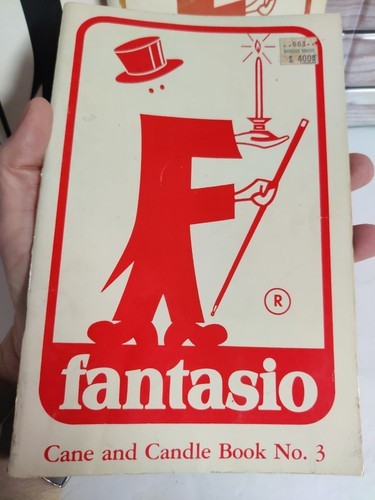 F
®
fantasio
Cane and Candle Book No. 3